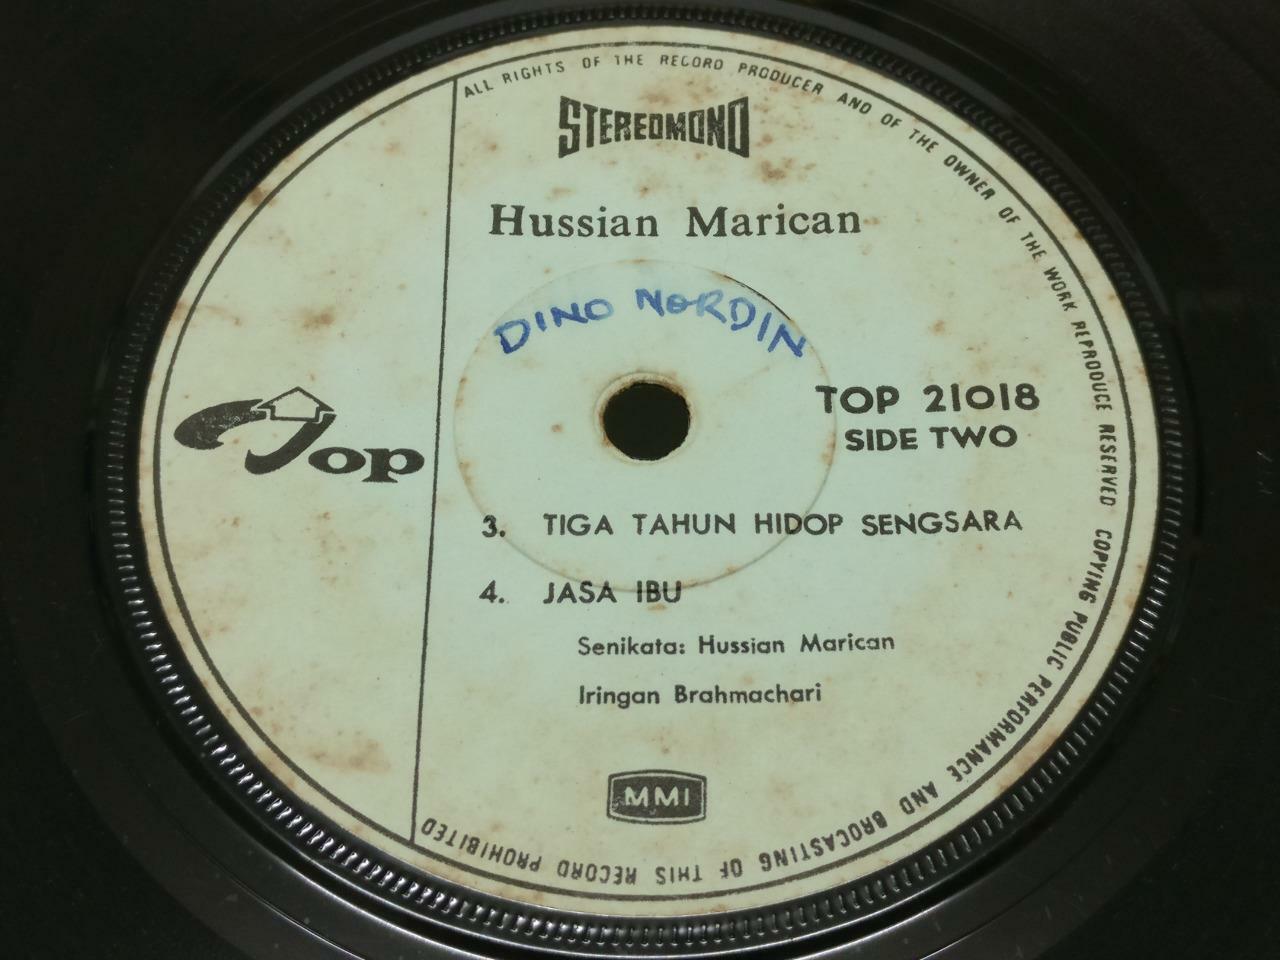 ALL RIGHTS OF THE RECORD PRODUCER AND OF THE OWNER OF THE WORK REPRODUCE RESERVED COPYING PUBLIC PERFORMANCE AND BROCASTING OF THIS RECORD PROHIBITED
STEREOMONO
Hussian Marican
DINO NORDIN
Top
TOP 21018
SIDE TWO
3. TIGA TAHUN HIDOP SENGSARA
4. JASA IBU
Senikata: Hussian Marican
Iringan Brahmachari
MMI